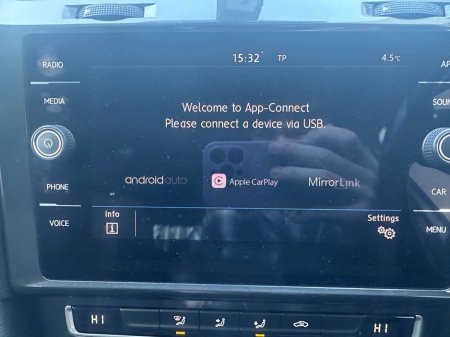 15:32 TP 4.5°C
RADIO
AP
MEDIA
SOUN
Welcome to App-Connect
Please connect a device via USB.
androidauto Apple CarPlay MirrorLink
PHONE
CAR
Info Settings
VOICE
MENU
HI HI